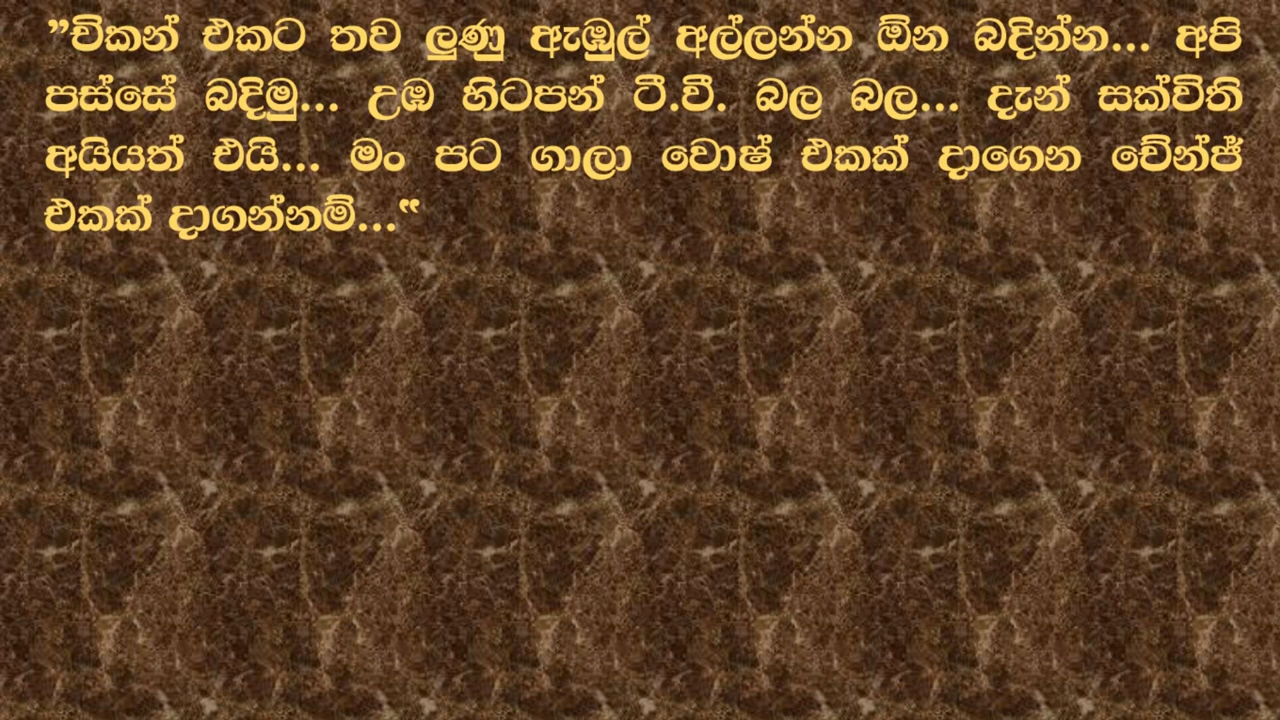 ”චිකන් එකට තව ලුණු ඇඹුල් අල්ලන්න ඕන බදින්න... අපි
පස්සේ බදිමු... උඹ හිටපන් ටී.වී. බල බල... දැන් සක්විති
අයියත් එයි... මං පට ගාලා වොෂ් එකක් දාගෙන චේන්ජ්
එකක් දාගන්නම්...“